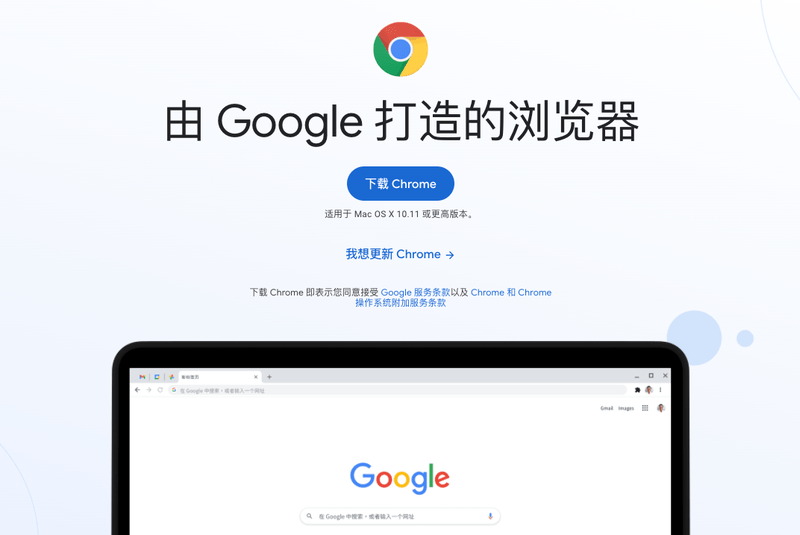 由 Google 打造的浏览器
下载 Chrome
适用于 Mac OS X 10.11 或更高版本。
我想更新 Chrome →
下载 Chrome 即表示您同意接受 Google 服务条款以及 Chrome 和 Chrome
操作系统附加服务条款
在 Google 中搜索，或者输入一个网址
Gmail Images
Google
在 Google 中搜索，或者输入一个网址